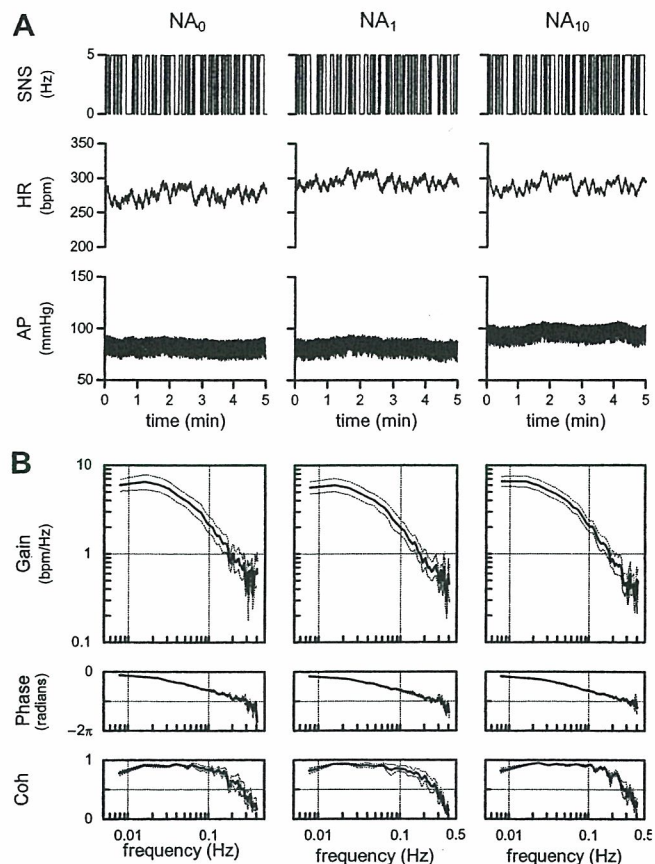 A NA₀ NA₁ NA₁₀
SNS (Hz)
5
0
HR (bpm)
350
300
250
200
AP (mmHg)
150
100
50
0 1 2 3 4 5 0 1 2 3 4 5 0 1 2 3 4 5
time (min) time (min) time (min)
B
Gain (bpm/Hz)
10
1
0.1
Phase (radians)
0
−2π
Coh
1
0
0.01 0.1 0.01 0.1 0.5 0.01 0.1 0.5
frequency (Hz) frequency (Hz) frequency (Hz)